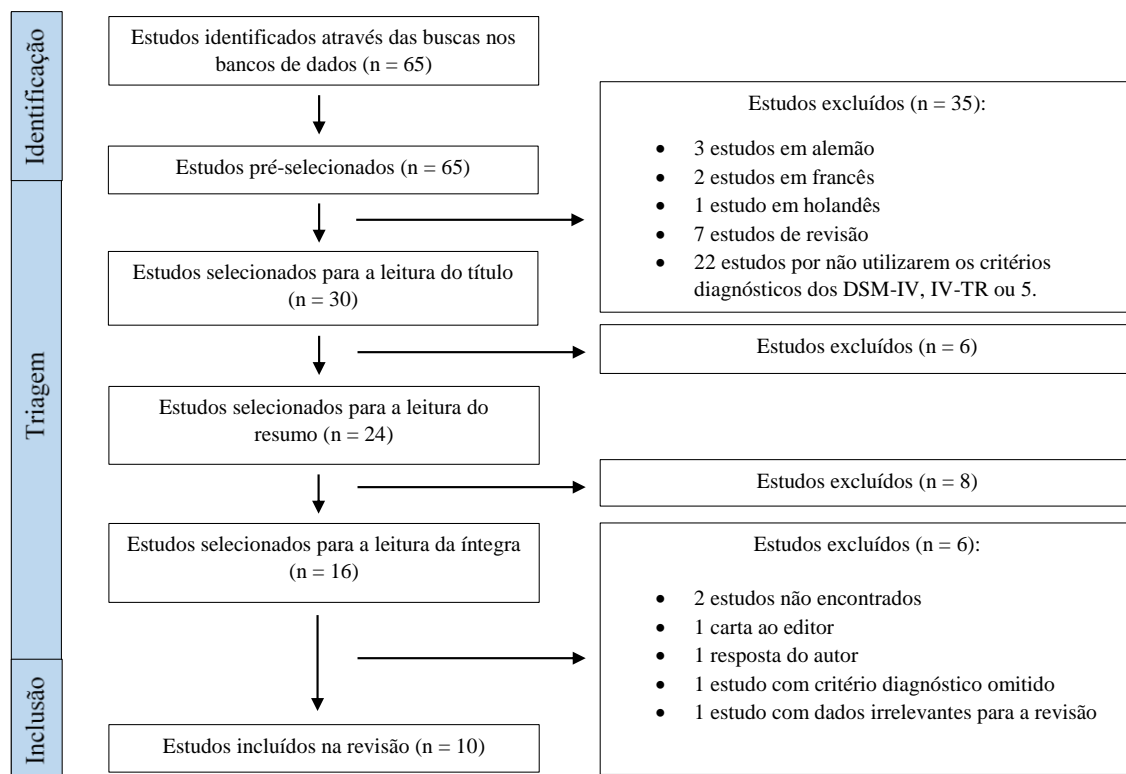 Identificação
Estudos identificados através das buscas nos
bancos de dados (n = 65)
Estudos pré-selecionados (n = 65)
Estudos excluídos (n = 35):
• 3 estudos em alemão
• 2 estudos em francês
• 1 estudo em holandês
• 7 estudos de revisão
• 22 estudos por não utilizarem os critérios
diagnósticos dos DSM-IV, IV-TR ou 5.
Triagem
Estudos selecionados para a leitura do título
(n = 30)
Estudos excluídos (n = 6)
Estudos selecionados para a leitura do
resumo (n = 24)
Estudos excluídos (n = 8)
Estudos selecionados para a leitura da íntegra
(n = 16)
Estudos excluídos (n = 6):
• 2 estudos não encontrados
• 1 carta ao editor
• 1 resposta do autor
• 1 estudo com critério diagnóstico omitido
• 1 estudo com dados irrelevantes para a revisão
Inclusão
Estudos incluídos na revisão (n = 10)